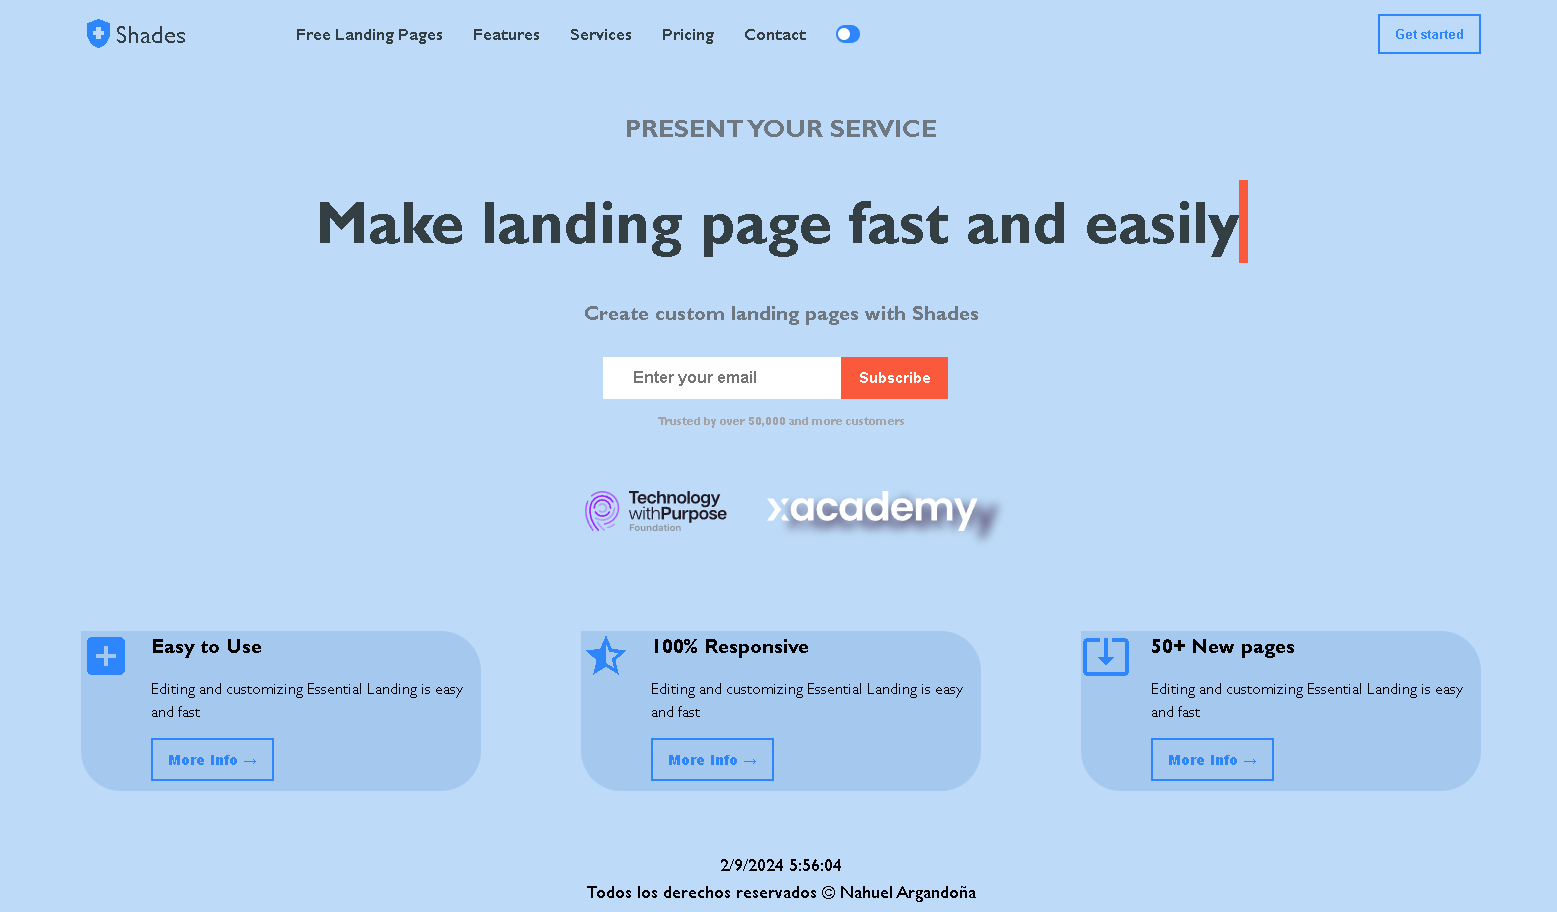 Shades
Free Landing Pages
Features
Services
Pricing
Contact
Get started
PRESENT YOUR SERVICE
Make landing page fast and easily
Create custom landing pages with Shades
Enter your email
Subscribe
Trusted by over 50,000 and more customers
Technology
withPurpose
Foundation
xacademy
Easy to Use
Editing and customizing Essential Landing is easy
and fast
More Info →
100% Responsive
Editing and customizing Essential Landing is easy
and fast
More Info →
50+ New pages
Editing and customizing Essential Landing is easy
and fast
More Info →
2/9/2024 5:56:04
Todos los derechos reservados © Nahuel Argandoña